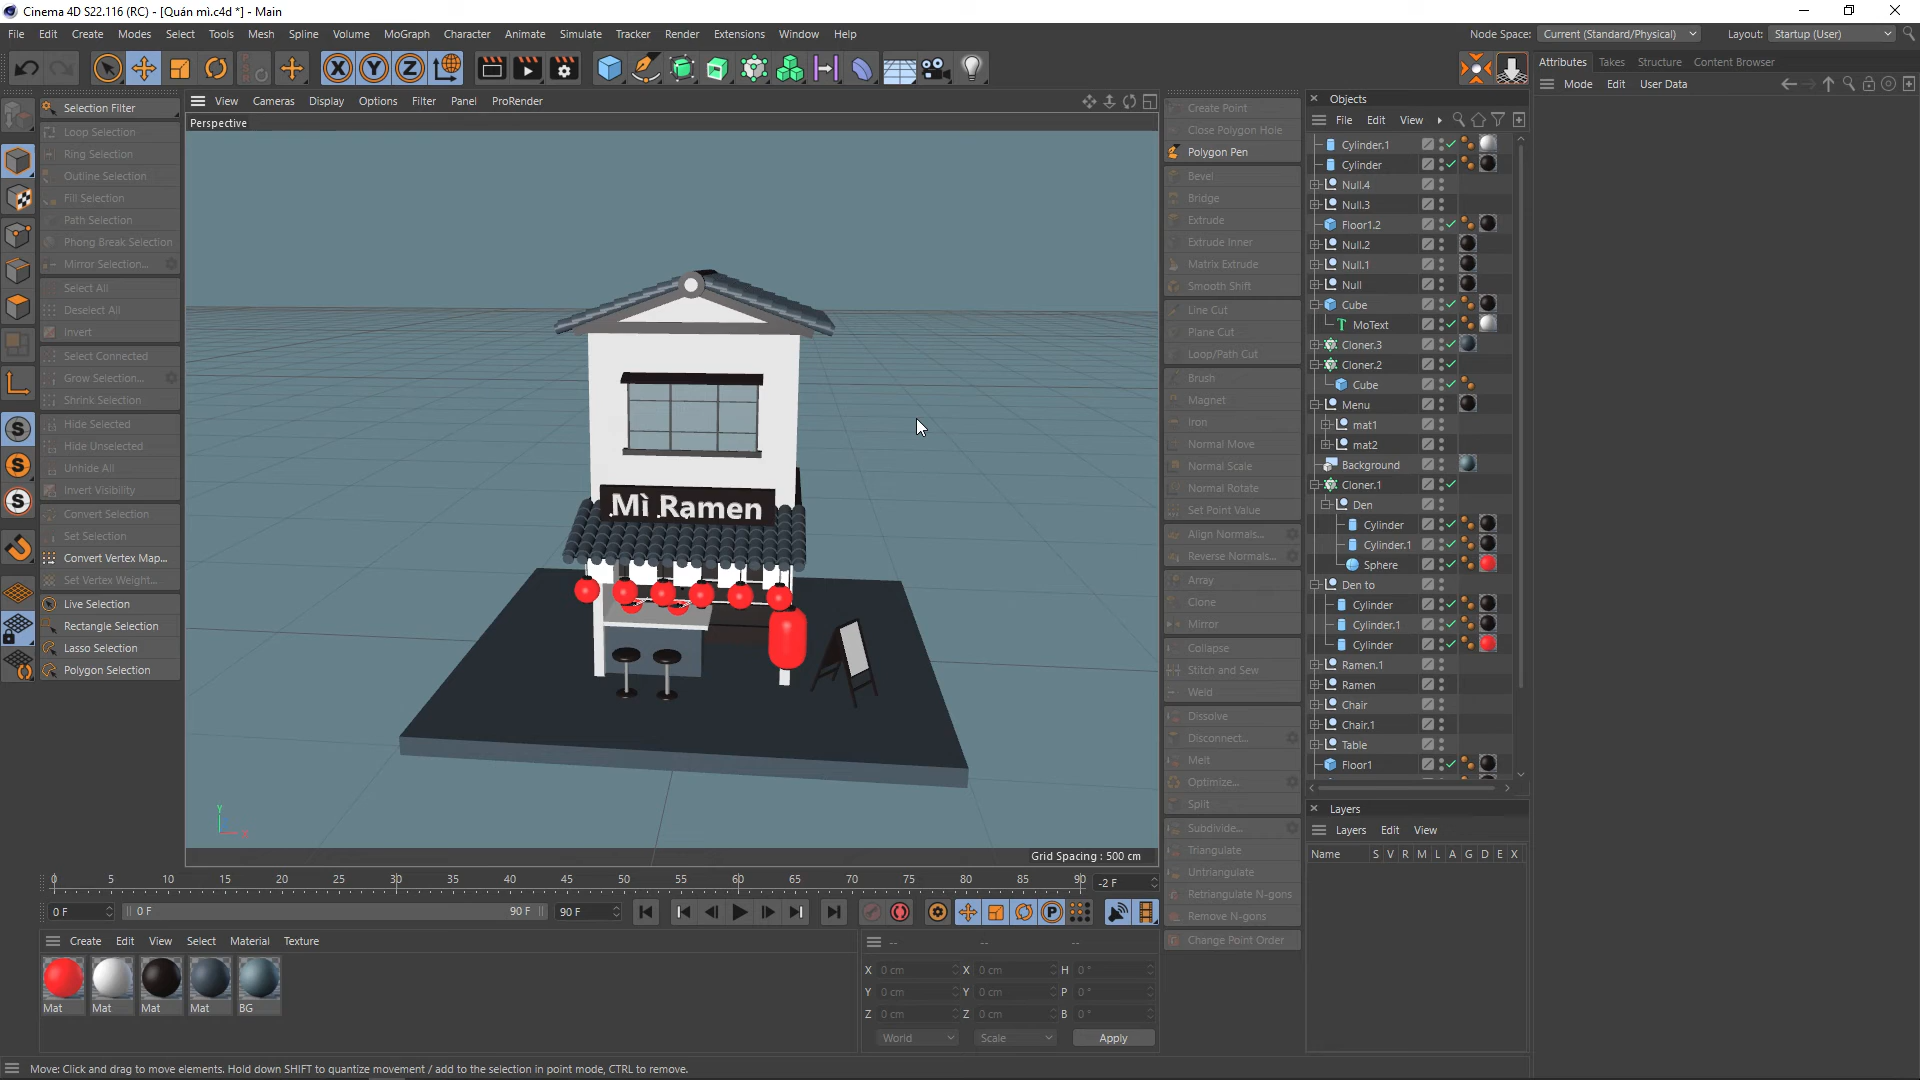 Cinema 4D S22.116 (RC) - [Quán mì.c4d *] - Main
File Edit Create Modes Select Tools Mesh Spline Volume MoGraph Character Animate Simulate Tracker Render Extensions Window Help
Node Space: Current (Standard/Physical) Layout: Startup (User)
X Y Z
Attributes Takes Structure Content Browser
Mode Edit User Data
View Cameras Display Options Filter Panel ProRender
Perspective
Mì Ramen
Y
Grid Spacing : 500 cm
Selection Filter
Loop Selection
Ring Selection
Outline Selection
Fill Selection
Path Selection
Phong Break Selection
Mirror Selection...
Select All
Deselect All
Invert
Select Connected
Grow Selection...
Shrink Selection
Hide Selected
Hide Unselected
Unhide All
Invert Visibility
Convert Selection
Set Selection
Convert Vertex Map...
Set Vertex Weight...
Live Selection
Rectangle Selection
Lasso Selection
Polygon Selection
Create Point
Close Polygon Hole
Polygon Pen
Bevel
Bridge
Extrude
Extrude Inner
Matrix Extrude
Smooth Shift
Line Cut
Plane Cut
Loop/Path Cut
Brush
Magnet
Iron
Normal Move
Normal Scale
Normal Rotate
Set Point Value
Align Normals...
Reverse Normals...
Array
Clone
Mirror
Collapse
Stitch and Sew
Weld
Dissolve
Disconnect...
Melt
Optimize...
Split
Subdivide...
Triangulate
Untriangulate
Retriangulate N-gons
Remove N-gons
Change Point Order
Objects
File Edit View
Cylinder.1
Cylinder
Null.4
Null.3
Floor1.2
Null.2
Null.1
Null
Cube
MoText
Cloner.3
Cloner.2
Cube
Menu
mat1
mat2
Background
Cloner.1
Den
Cylinder
Cylinder.1
Sphere
Den to
Cylinder
Cylinder.1
Cylinder
Ramen.1
Ramen
Chair
Chair.1
Table
Floor1
Layers
Layers Edit View
Name S V R M L A G D E X
0 5 10 15 20 25 30 35 40 45 50 55 60 65 70 75 80 85 90 -2 F
0 F 0 F 90 F 90 F
Create Edit View Select Material Texture
Mat Mat Mat Mat BG
-- -- --
X 0 cm X 0 cm H 0 °
Y 0 cm Y 0 cm P 0 °
Z 0 cm Z 0 cm B 0 °
World Scale Apply
Move: Click and drag to move elements. Hold down SHIFT to quantize movement / add to the selection in point mode, CTRL to remove.